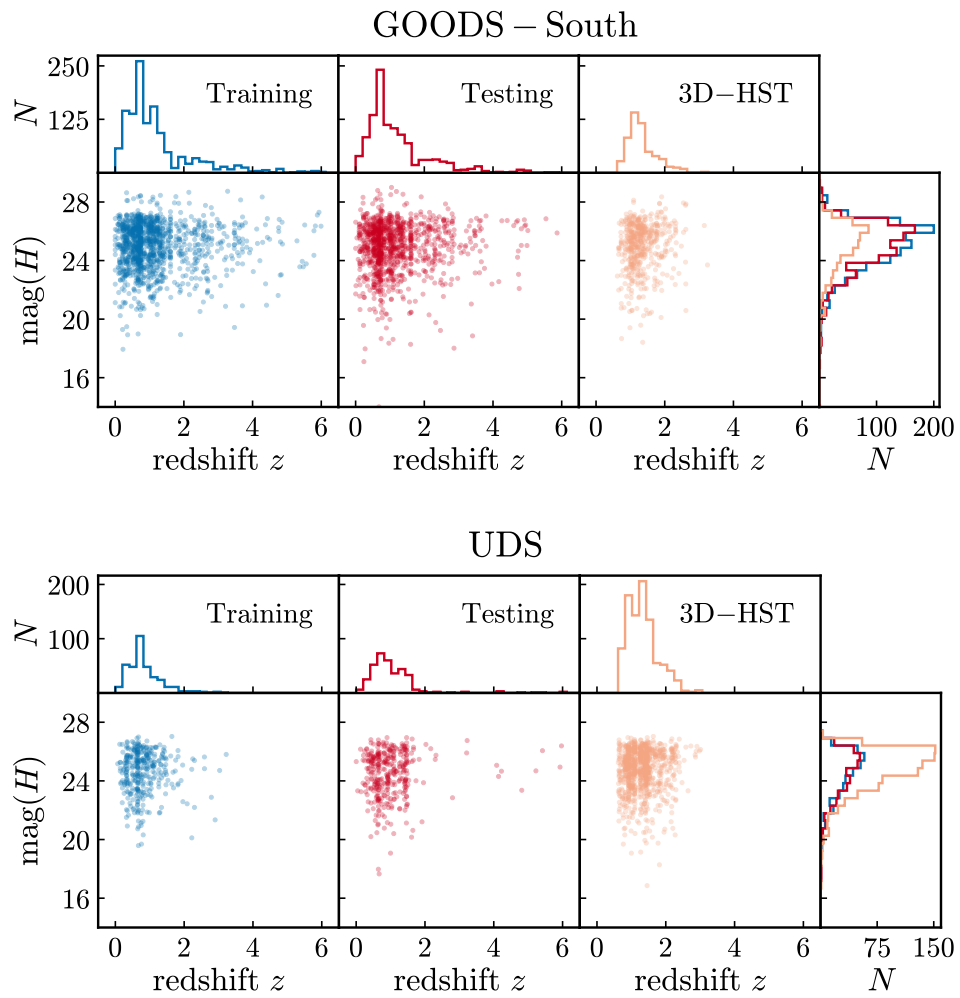 GOODS − South
250
125
N
Training
Testing
3D−HST
28
24
20
16
mag(H)
0 2 4 6
0 2 4 6
0 2 4 6
100 200
redshift z
redshift z
redshift z
N
UDS
200
100
N
Training
Testing
3D−HST
28
24
20
16
mag(H)
0 2 4 6
0 2 4 6
0 2 4 6
75 150
redshift z
redshift z
redshift z
N